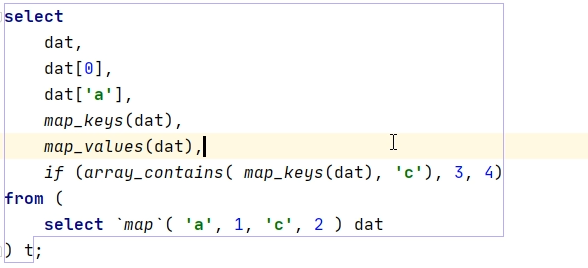 select
    dat,
    dat[0],
    dat['a'],
    map_keys(dat),
    map_values(dat),
    if (array_contains( map_keys(dat), 'c'), 3, 4)
from (
    select `map`( 'a', 1, 'c', 2 ) dat
) t;